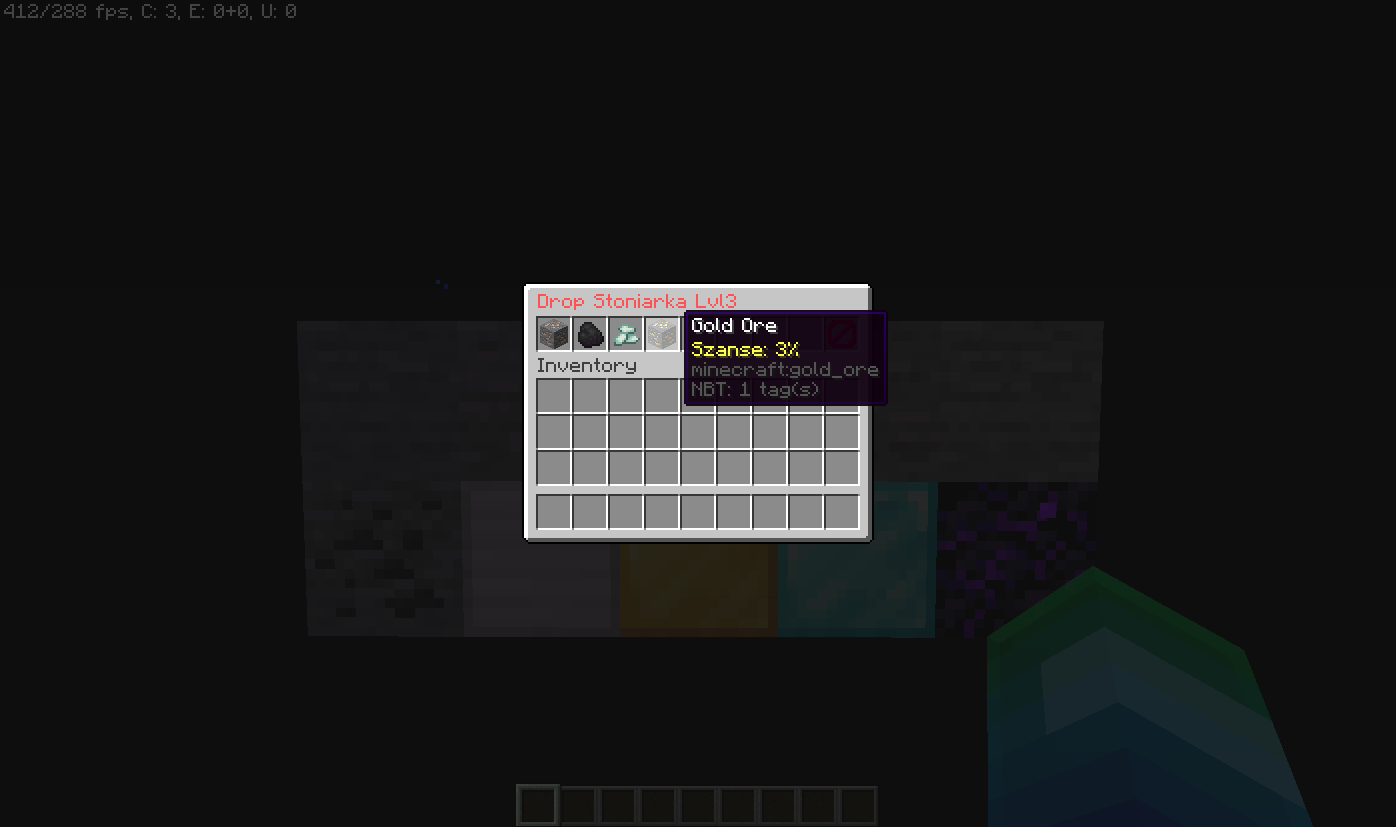 412/288 fps, C: 3, E: 0+0, U: 0
Drop Stoniarka Lvl3
Gold Ore
Szanse: 3%
minecraft:gold_ore
NBT: 1 tag(s)
Inventory